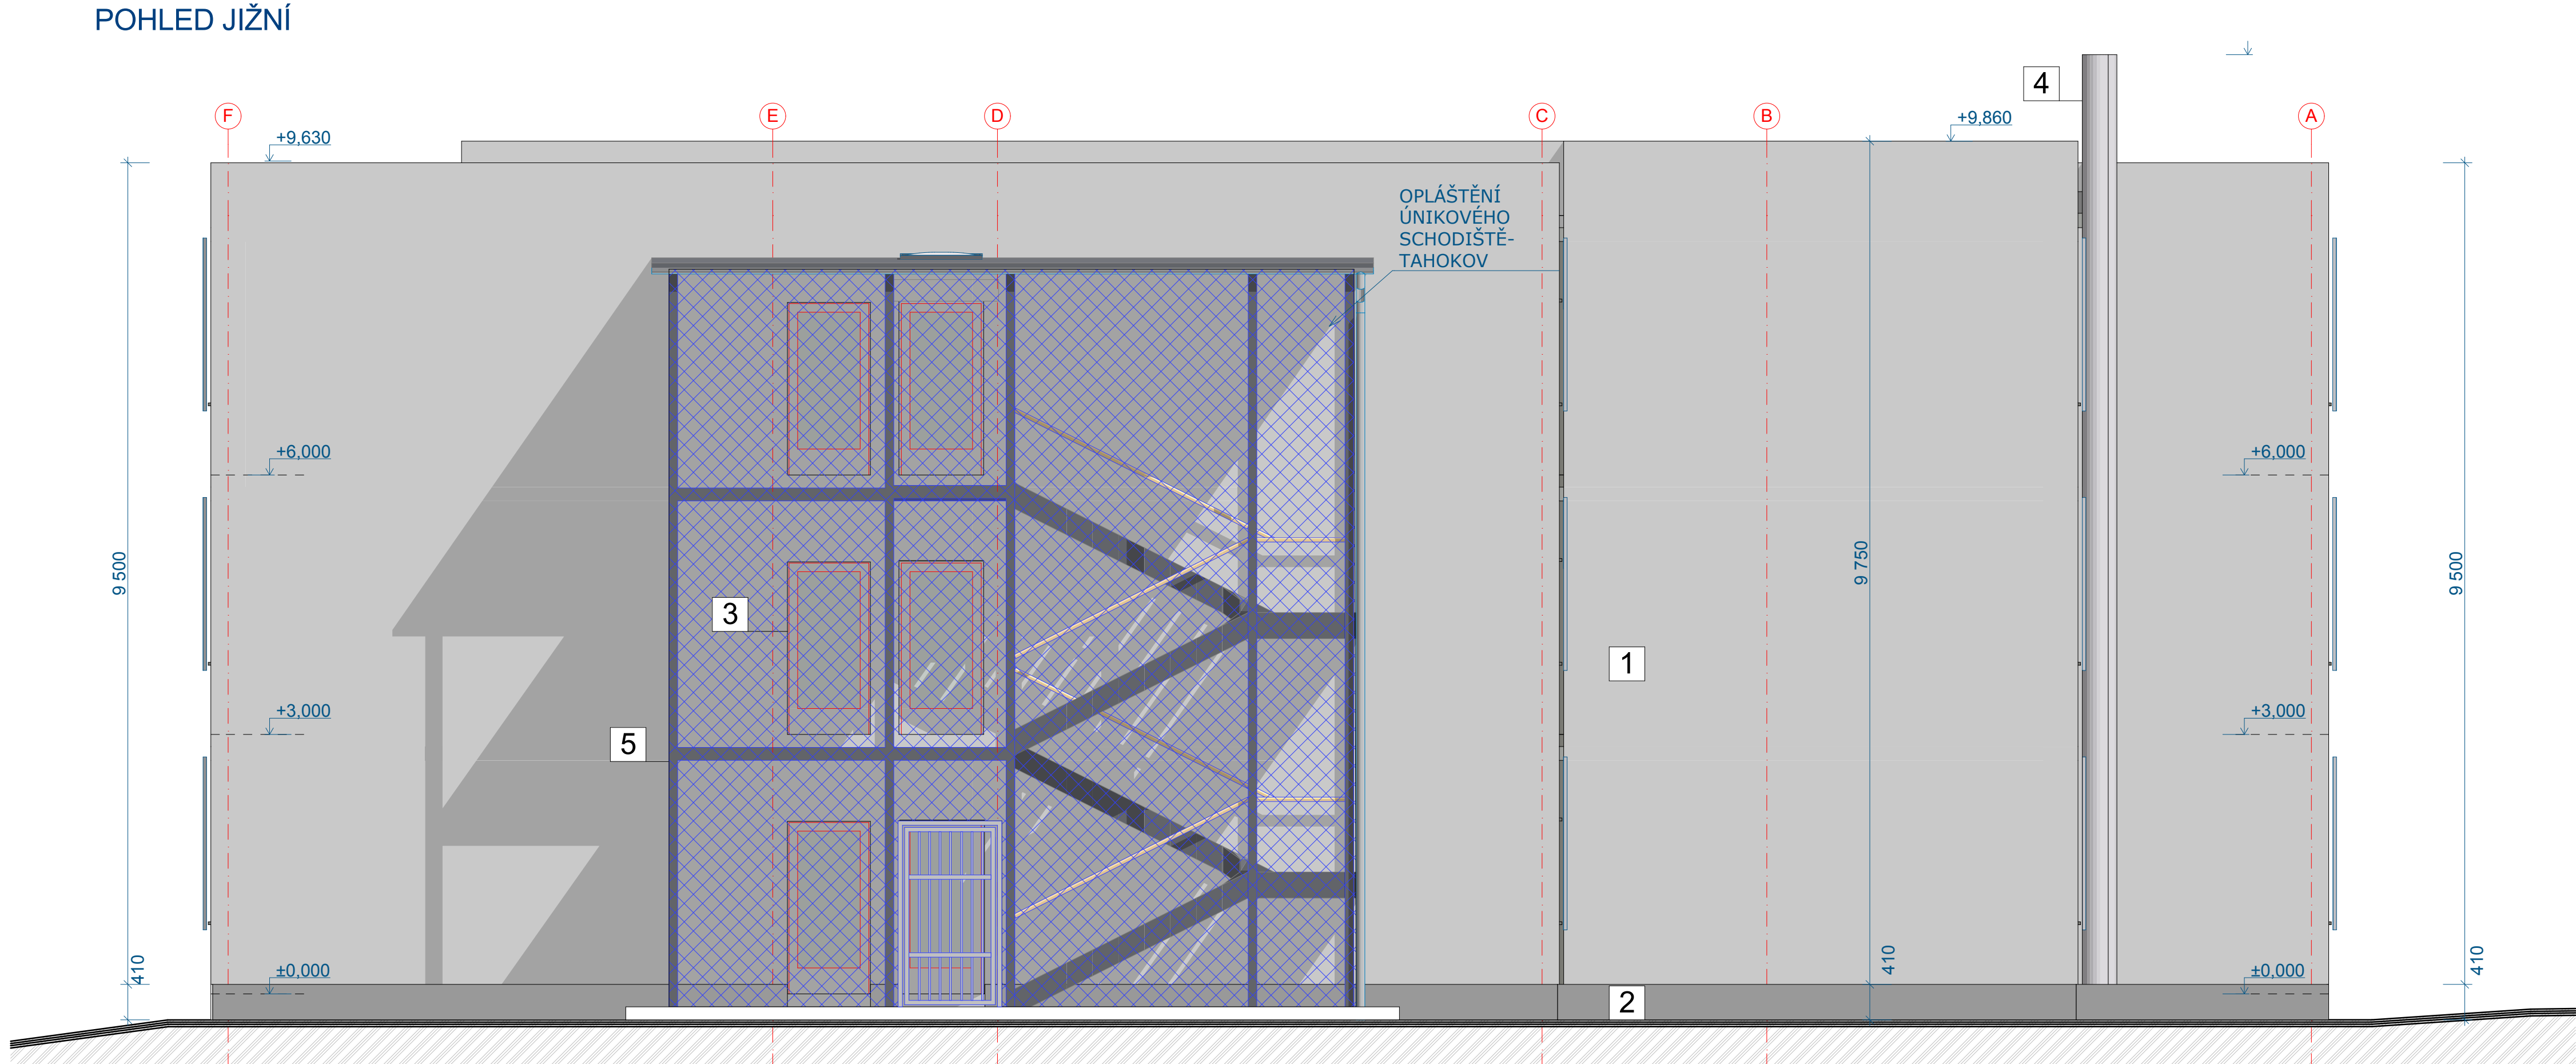 POHLED JIŽNÍ
4
F
E
D
C
B
A
+9,630
+9,860
OPLÁŠTĚNÍ
ÚNIKOVÉHO
SCHODIŠTĚ-
TAHOKOV
+6,000
+6,000
9 500
9 750
9 500
3
1
+3,000
+3,000
5
410
410
410
±0,000
±0,000
2